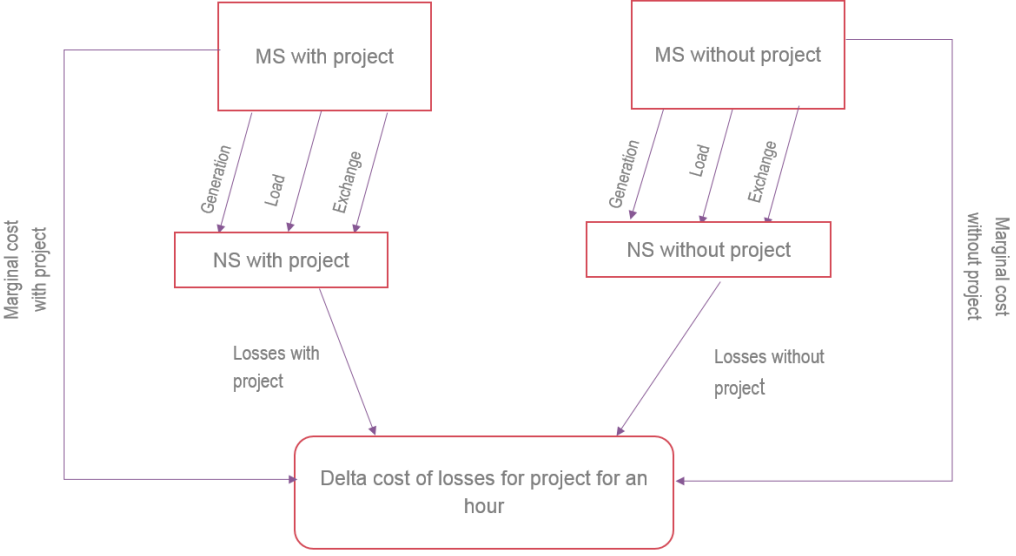 MS with project
MS without project
Generation
Load
Exchange
Generation
Load
Exchange
Marginal cost
with project
NS with project
NS without project
Marginal cost
without project
Losses with
project
Losses without
project
Delta cost of losses for project for an
hour